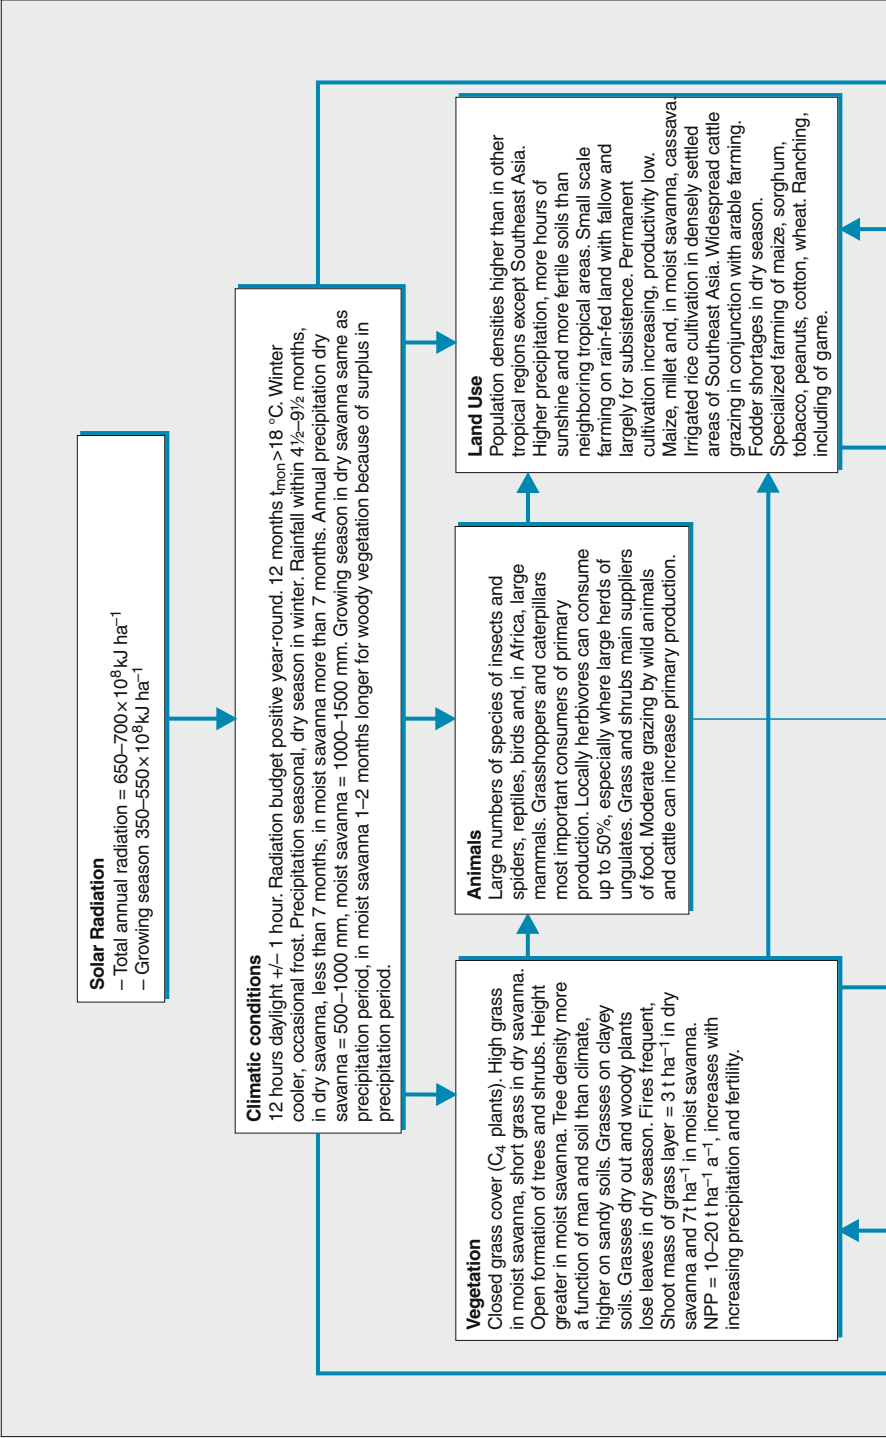 Solar Radiation
– Total annual radiation = 650–700×10⁸kJ ha⁻¹
– Growing season 350–550×10⁸kJ ha⁻¹
Climatic conditions
12 hours daylight +/– 1 hour. Radiation budget positive year-round. 12 months tₘₒₙ>18 °C. Winter
cooler, occasional frost. Precipitation seasonal, dry season in winter. Rainfall within 4½–9½ months,
in dry savanna, less than 7 months, in moist savanna more than 7 months. Annual precipitation dry
savanna = 500–1000 mm, moist savanna = 1000–1500 mm. Growing season in dry savanna same as
precipitation period, in moist savanna 1–2 months longer for woody vegetation because of surplus in
precipitation period.
Vegetation
Closed grass cover (C₄ plants). High grass
in moist savanna, short grass in dry savanna.
Open formation of trees and shrubs. Height
greater in moist savanna. Tree density more
a function of man and soil than climate,
higher on sandy soils. Grasses on clayey
soils. Grasses dry out and woody plants
lose leaves in dry season. Fires frequent,
Shoot mass of grass layer = 3 t ha⁻¹ in dry
savanna and 7t ha⁻¹ in moist savanna.
NPP = 10–20 t ha⁻¹ a⁻¹, increases with
increasing precipitation and fertility.
Animals
Large numbers of species of insects and
spiders, reptiles, birds and, in Africa, large
mammals. Grasshoppers and caterpillars
most important consumers of primary
production. Locally herbivores can consume
up to 50%, especially where large herds of
ungulates. Grass and shrubs main suppliers
of food. Moderate grazing by wild animals
and cattle can increase primary production.
Land Use
Population densities higher than in other
tropical regions except Southeast Asia.
Higher precipitation, more hours of
sunshine and more fertile soils than
neighboring tropical areas. Small scale
farming on rain-fed land with fallow and
largely for subsistence. Permanent
cultivation increasing, productivity low.
Maize, millet and, in moist savanna, cassava.
Irrigated rice cultivation in densely settled
areas of Southeast Asia. Widespread cattle
grazing in conjunction with arable farming.
Fodder shortages in dry season.
Specialized farming of maize, sorghum,
tobacco, peanuts, cotton, wheat. Ranching,
including of game.